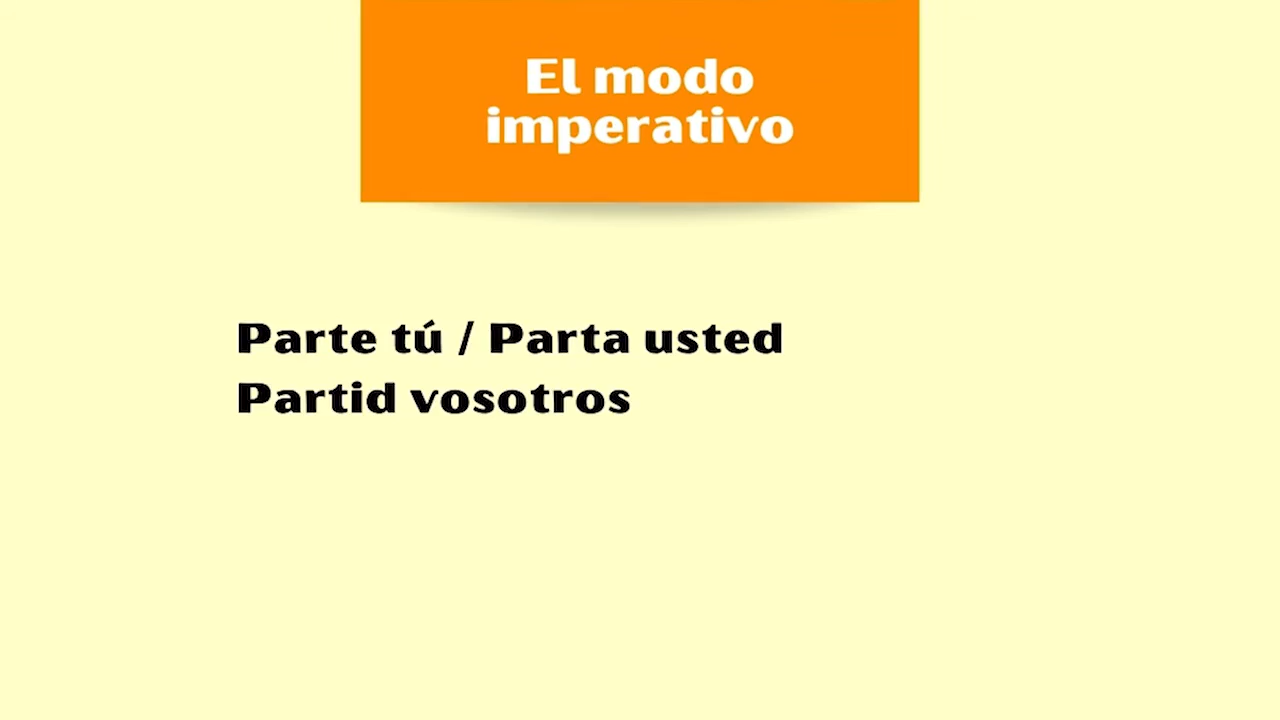 El modo
imperativo
Parte tú / Parta usted
Partid vosotros